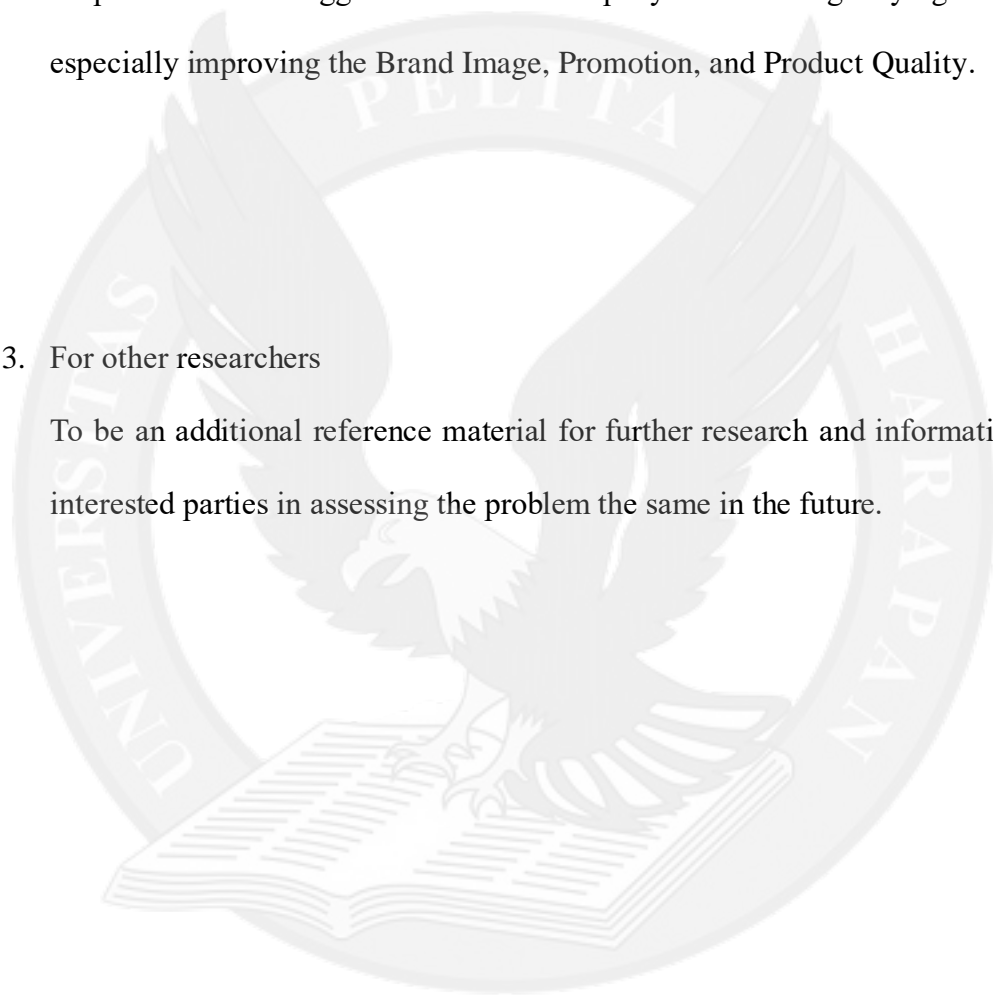 especially improving the Brand Image, Promotion, and Product Quality.
3. For other researchers
To be an additional reference material for further research and informati
interested parties in assessing the problem the same in the future.
UNIVERSITAS PELITA HARAPAN